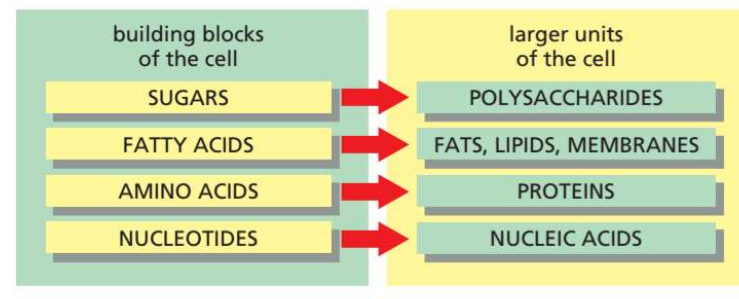 building blocks
of the cell
SUGARS
FATTY ACIDS
AMINO ACIDS
NUCLEOTIDES
larger units
of the cell
POLYSACCHARIDES
FATS, LIPIDS, MEMBRANES
PROTEINS
NUCLEIC ACIDS